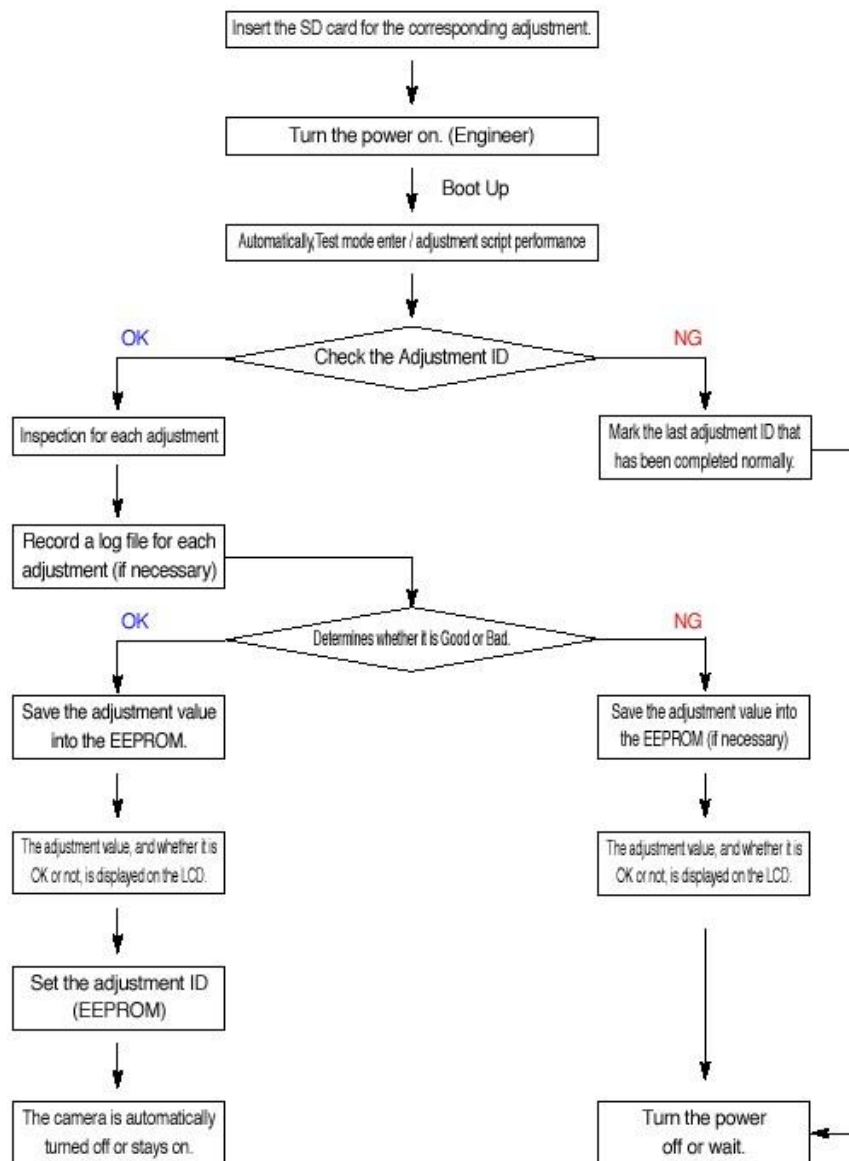 Insert the SD card for the corresponding adjustment.
Turn the power on. (Engineer)
Boot Up
Automatically,Test mode enter / adjustment script performance
Check the Adjustment ID
OK
NG
Inspection for each adjustment
Mark the last adjustment ID that
has been completed normally.
Record a log file for each
adjustment (if necessary)
Determines whether it is Good or Bad.
OK
NG
Save the adjustment value
into the EEPROM.
Save the adjustment value into
the EEPROM (if necessary)
The adjustment value, and whether it is
OK or not, is displayed on the LCD.
The adjustment value, and whether it is
OK or not, is displayed on the LCD.
Set the adjustment ID
(EEPROM)
The camera is automatically
turned off or stays on.
Turn the power
off or wait.